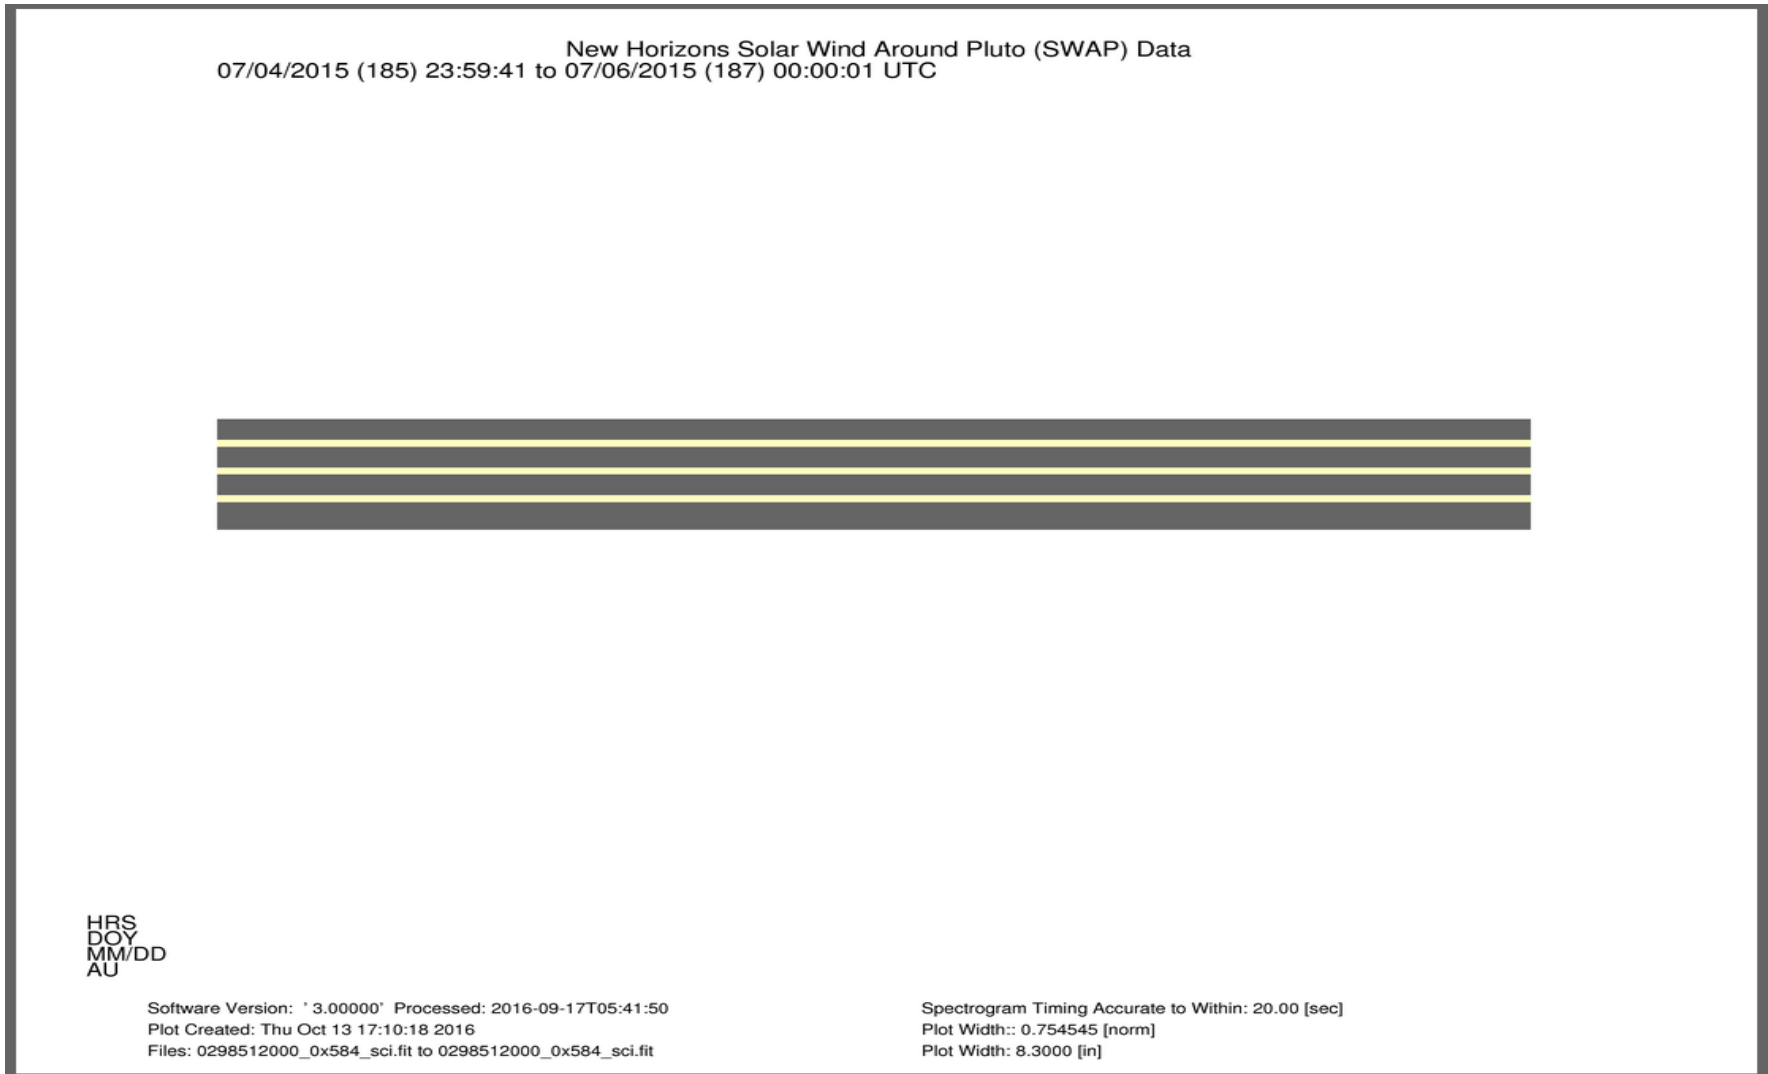 New Horizons Solar Wind Around Pluto (SWAP) Data
07/04/2015 (185) 23:59:41 to 07/06/2015 (187) 00:00:01 UTC
HRS
DOY
MM/DD
AU
Software Version: ' 3.00000' Processed: 2016-09-17T05:41:50
Plot Created: Thu Oct 13 17:10:18 2016
Files: 0298512000_0x584_sci.fit to 0298512000_0x584_sci.fit
Spectrogram Timing Accurate to Within: 20.00 [sec]
Plot Width:: 0.754545 [norm]
Plot Width: 8.3000 [in]